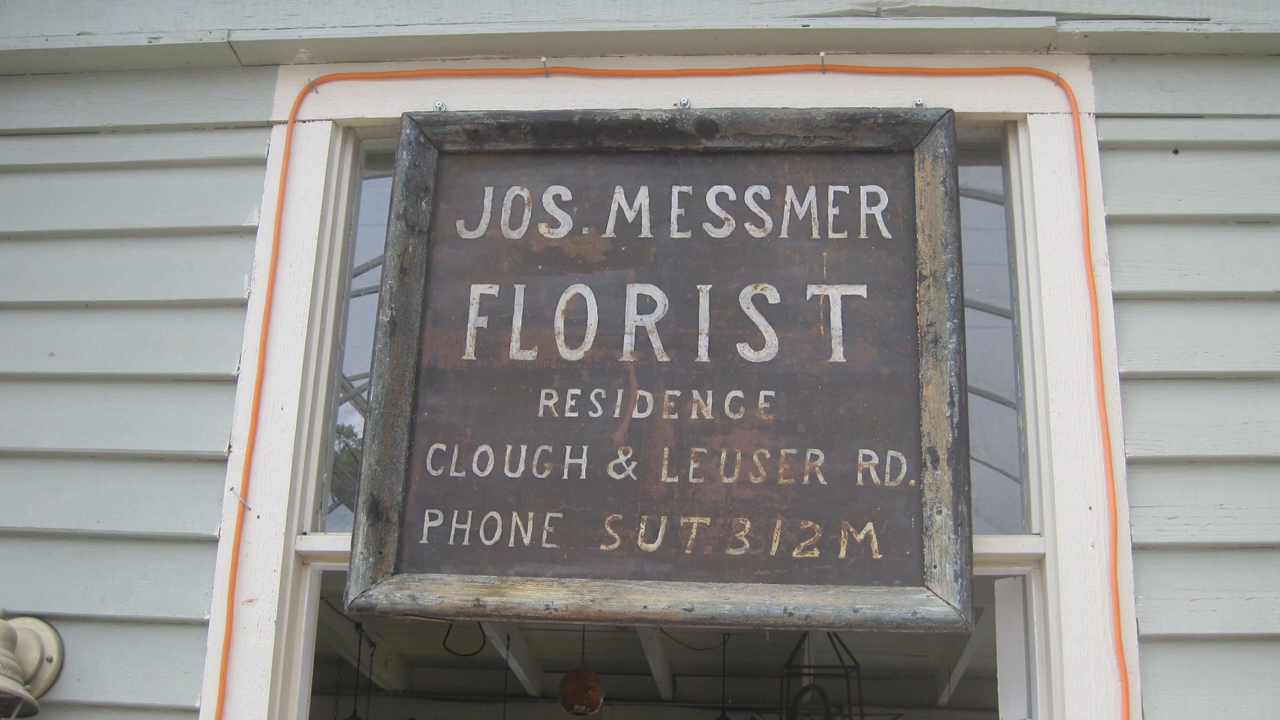 JOS. MESSMER
FLORIST
RESIDENCE
CLOUGH & LEUSER RD.
PHONE SUT 312M